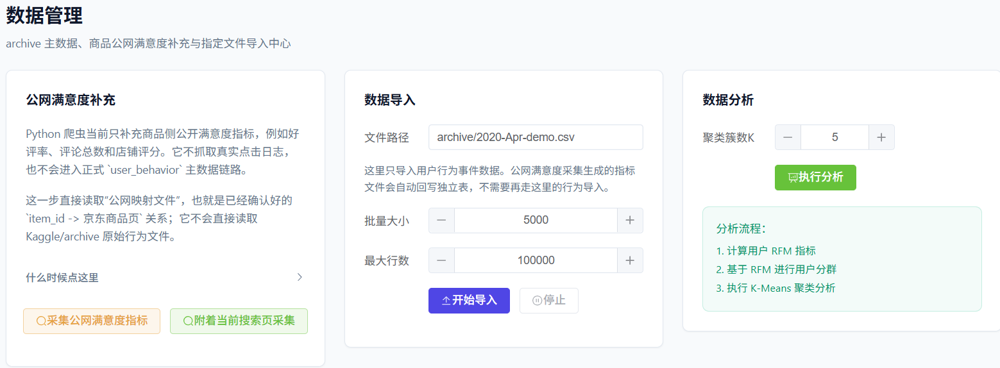 数据管理
archive 主数据、商品公网满意度补充与指定文件导入中心
公网满意度补充
Python 爬虫当前只补充商品侧公开满意度指标，例如好
评率、评论总数和店铺评分。它不抓取真实点击日志，
也不会进入正式 `user_behavior` 主数据链路。
这一步直接读取“公网映射文件”，也就是已经确认好的
`item_id -> 京东商品页` 关系；它不会直接读取
Kaggle/archive 原始行为文件。
什么时候点这里
采集公网满意度指标
附着当前搜索页采集
数据导入
文件路径
archive/2020-Apr-demo.csv
这里只导入用户行为事件数据。公网满意度采集生成的指标
文件会自动回写独立表，不需要再走这里的行为导入。
批量大小
5000
最大行数
100000
开始导入
停止
数据分析
聚类簇数K
5
执行分析
分析流程：
1. 计算用户 RFM 指标
2. 基于 RFM 进行用户分群
3. 执行 K-Means 聚类分析